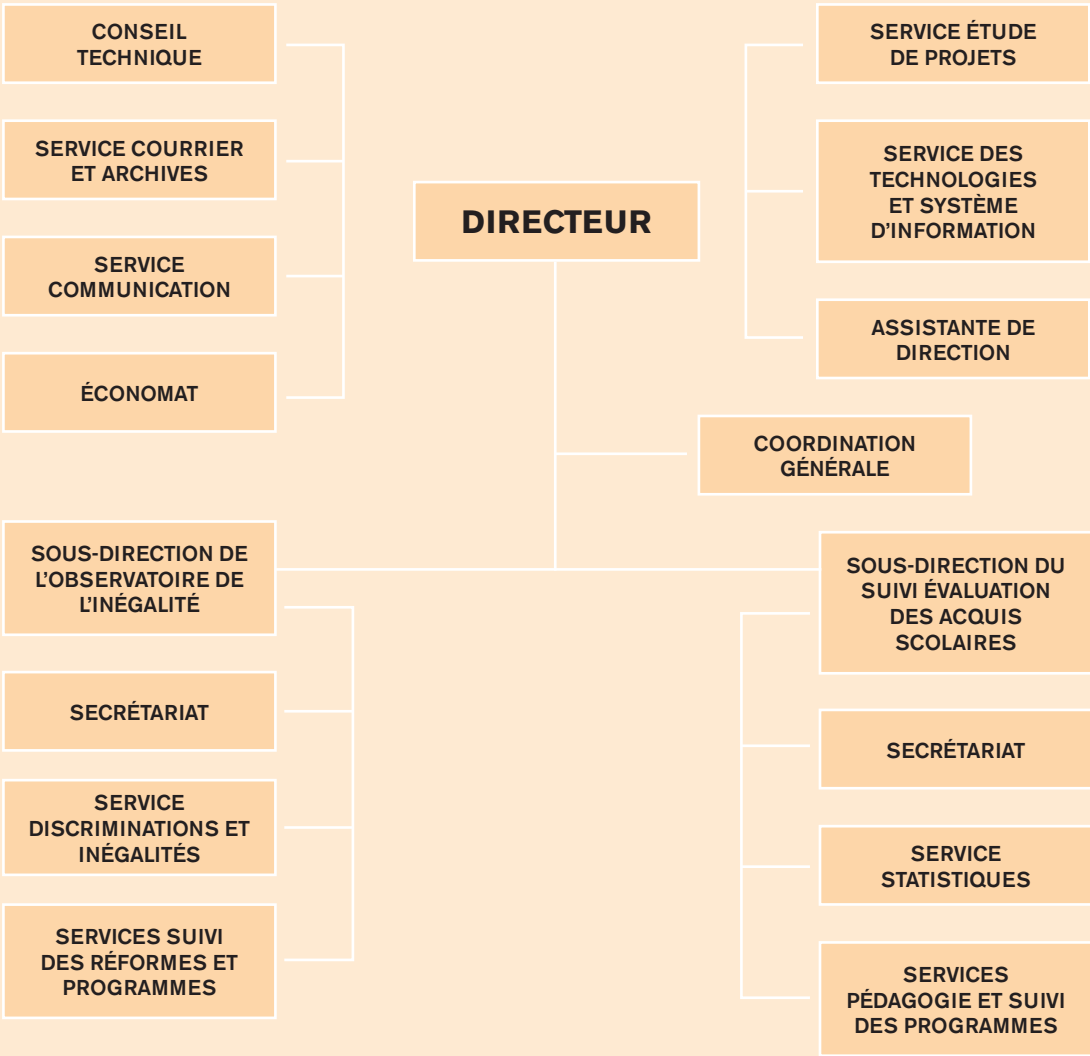 CONSEIL
TECHNIQUE
SERVICE COURRIER
ET ARCHIVES
SERVICE
COMMUNICATION
ÉCONOMAT
DIRECTEUR
SERVICE ÉTUDE
DE PROJETS
SERVICE DES
TECHNOLOGIES
ET SYSTÈME
D’INFORMATION
ASSISTANTE DE
DIRECTION
COORDINATION
GÉNÉRALE
SOUS-DIRECTION DE
L’OBSERVATOIRE DE
L’INÉGALITÉ
SECRÉTARIAT
SERVICE
DISCRIMINATIONS ET
INÉGALITÉS
SERVICES SUIVI
DES RÉFORMES ET
PROGRAMMES
SOUS-DIRECTION DU
SUIVI ÉVALUATION
DES ACQUIS
SCOLAIRES
SECRÉTARIAT
SERVICE
STATISTIQUES
SERVICES
PÉDAGOGIE ET SUIVI
DES PROGRAMMES